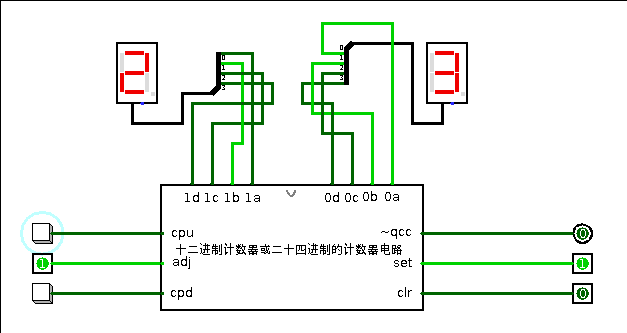 2 3
0 0
1 1
2 2
3 3
1d 1c 1b 1a 0d 0c 0b 0a
cpu ~qcc 0
十二进制计数器或二十四进制的计数器电路
1 adj set 1
cpd clr 0